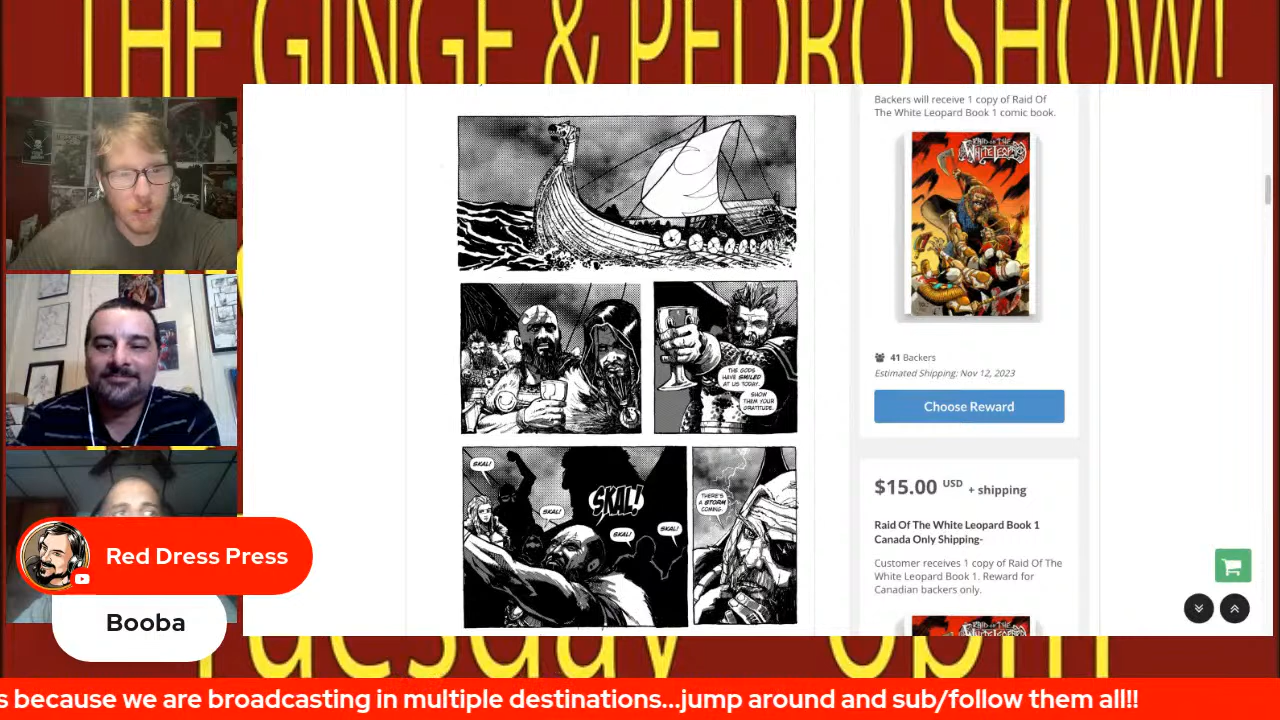 THE GINGE & PEDRO SHOW!
Backers will receive 1 copy of Raid Of
The White Leopard Book 1 comic book.
RAID OF THE
41 Backers
Estimated Shipping: Nov 12, 2023
Choose Reward
$15.00 USD + shipping
Raid Of The White Leopard Book 1
Canada Only Shipping-
Customer receives 1 copy of Raid Of The
White Leopard Book 1. Reward for
Canadian backers only.
THE GODS
HAVE SMILED
AT US TODAY.
SHOW
THEM YOUR
GRATITUDE.
SKAL!
SKAL!
SKAL!
SKAL!
SKAL!
THERE'S
A STORM
COMING.
Red Dress Press
Booba
Tuesday 8pm
s because we are broadcasting in multiple destinations...jump around and sub/follow them all!!